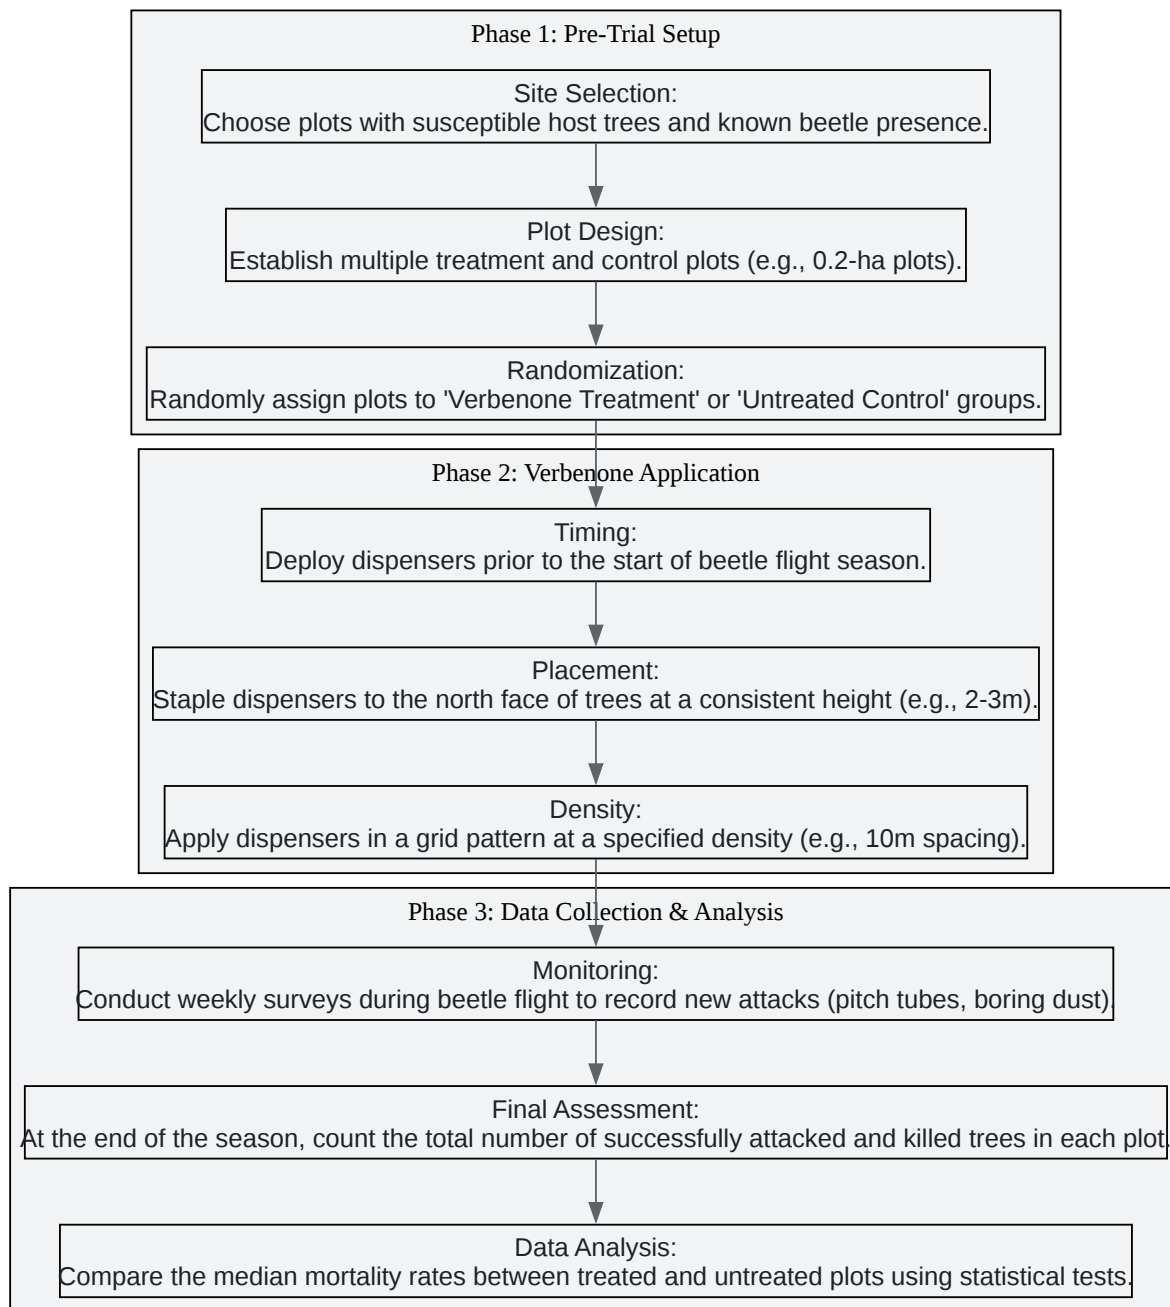 Phase 1: Pre-Trial Setup
Site Selection:
Choose plots with susceptible host trees and known beetle presence.
Plot Design:
Establish multiple treatment and control plots (e.g., 0.2-ha plots).
Randomization:
Randomly assign plots to 'Verbenone Treatment' or 'Untreated Control' groups.
Phase 2: Verbenone Application
Timing:
Deploy dispensers prior to the start of beetle flight season.
Placement:
Staple dispensers to the north face of trees at a consistent height (e.g., 2-3m).
Density:
Apply dispensers in a grid pattern at a specified density (e.g., 10m spacing).
Phase 3: Data Collection & Analysis
Monitoring:
Conduct weekly surveys during beetle flight to record new attacks (pitch tubes, boring dust).
Final Assessment:
At the end of the season, count the total number of successfully attacked and killed trees in each plot.
Data Analysis:
Compare the median mortality rates between treated and untreated plots using statistical tests.